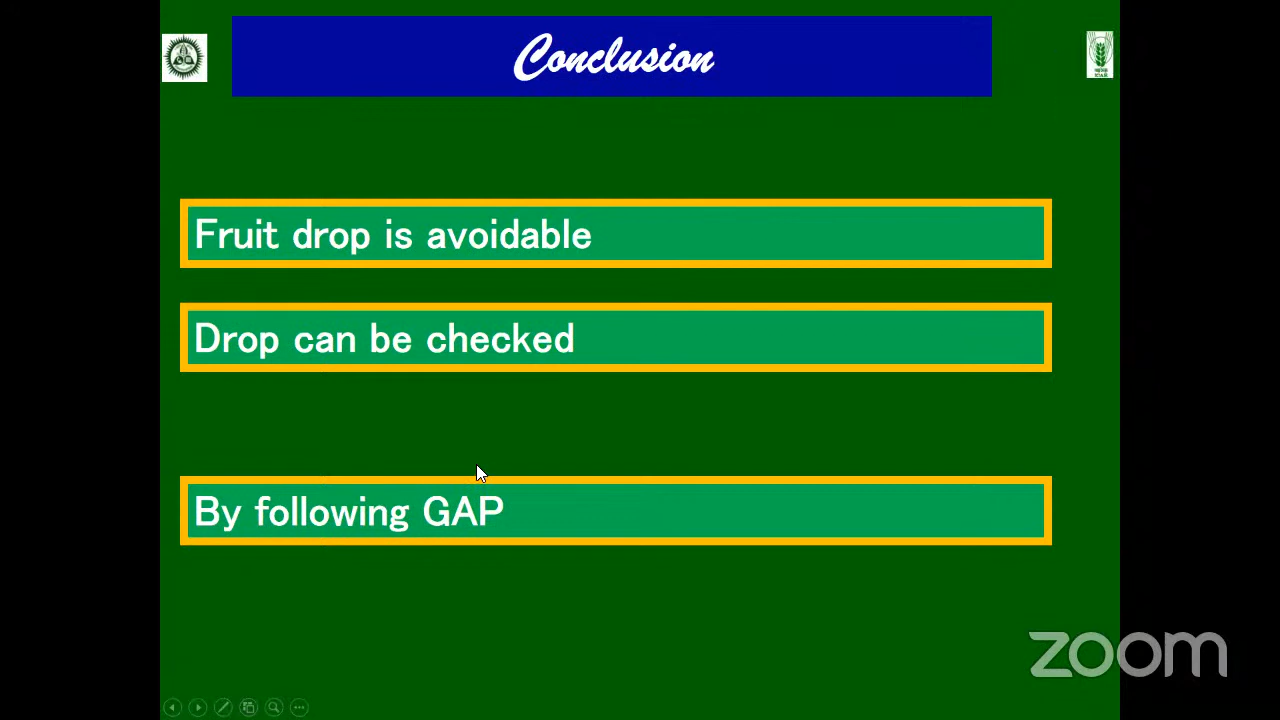 Conclusion
Fruit drop is avoidable
Drop can be checked
By following GAP
zoom